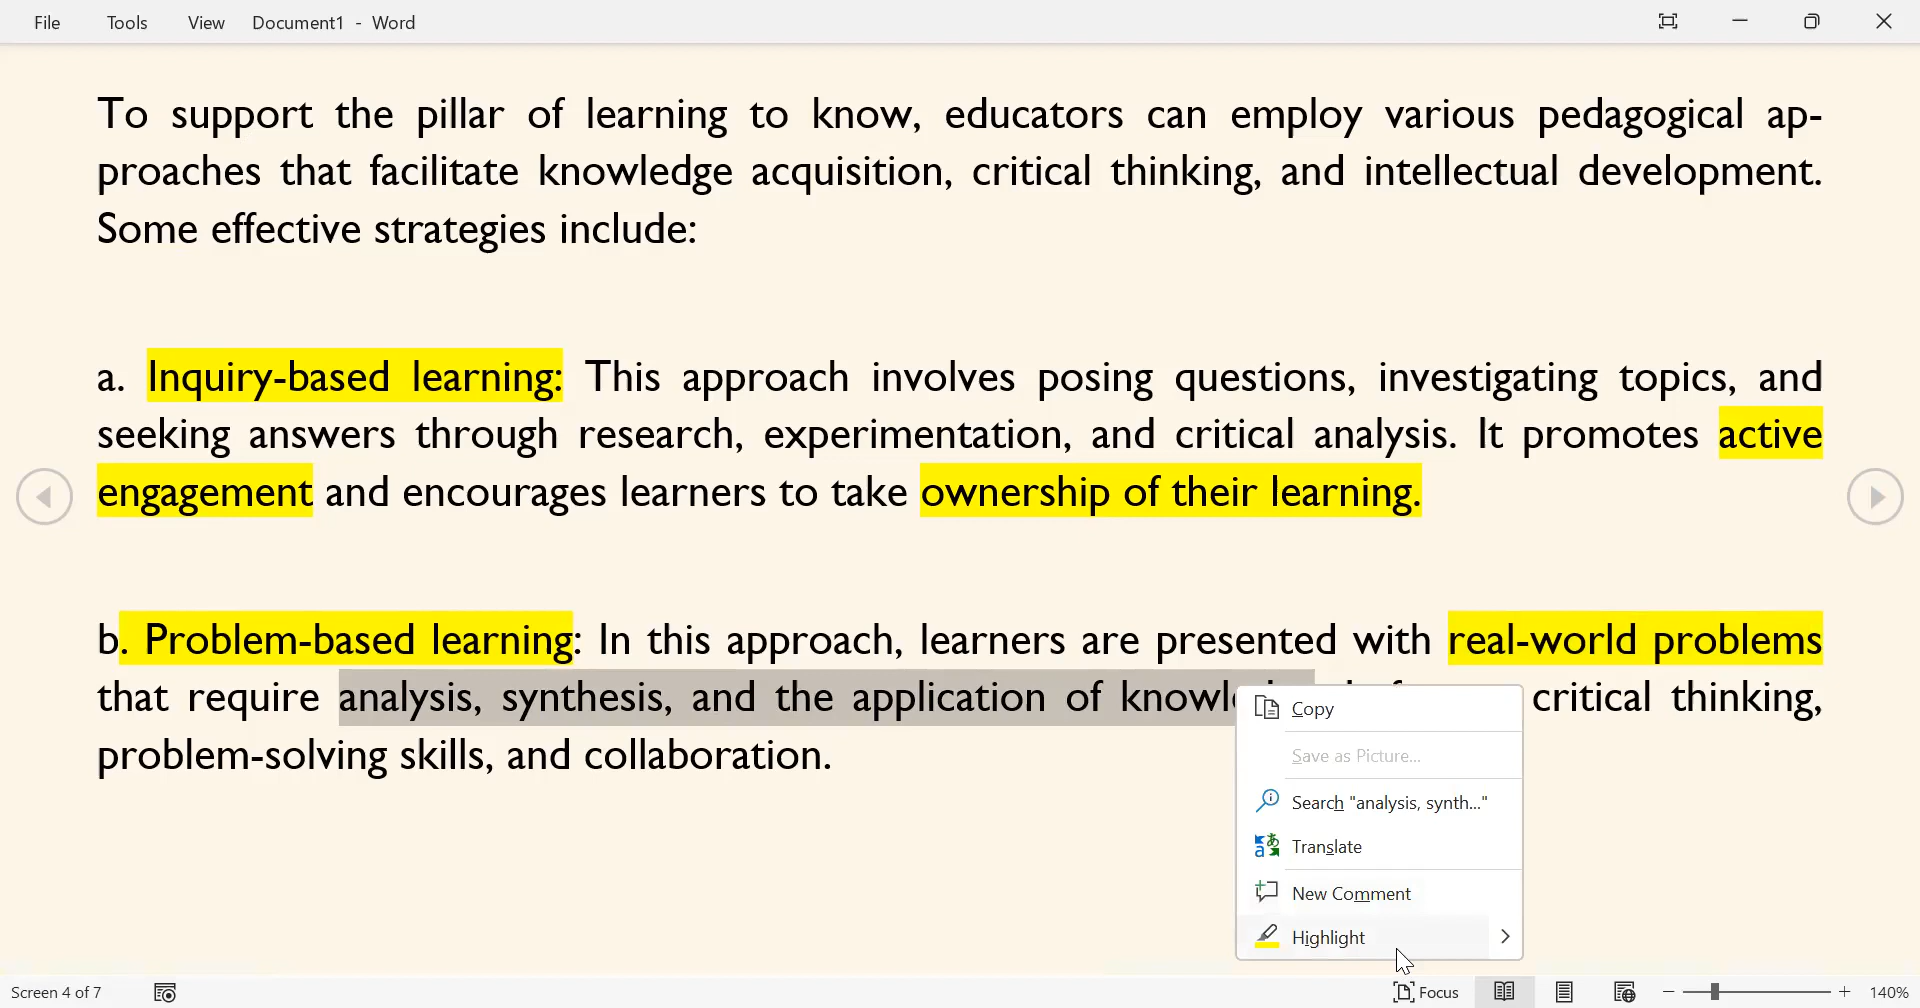 File Tools View Document1 - Word
To support the pillar of learning to know, educators can employ various pedagogical ap-
proaches that facilitate knowledge acquisition, critical thinking, and intellectual development.
Some effective strategies include:
a. Inquiry-based learning: This approach involves posing questions, investigating topics, and
seeking answers through research, experimentation, and critical analysis. It promotes active
engagement and encourages learners to take ownership of their learning.
b. Problem-based learning: In this approach, learners are presented with real-world problems
that require analysis, synthesis, and the application of critical thinking,
problem-solving skills, and collaboration.
Copy
Save as Picture...
Search "analysis, synth..."
Translate
New Comment
Highlight
Screen 4 of 7 Focus 140%